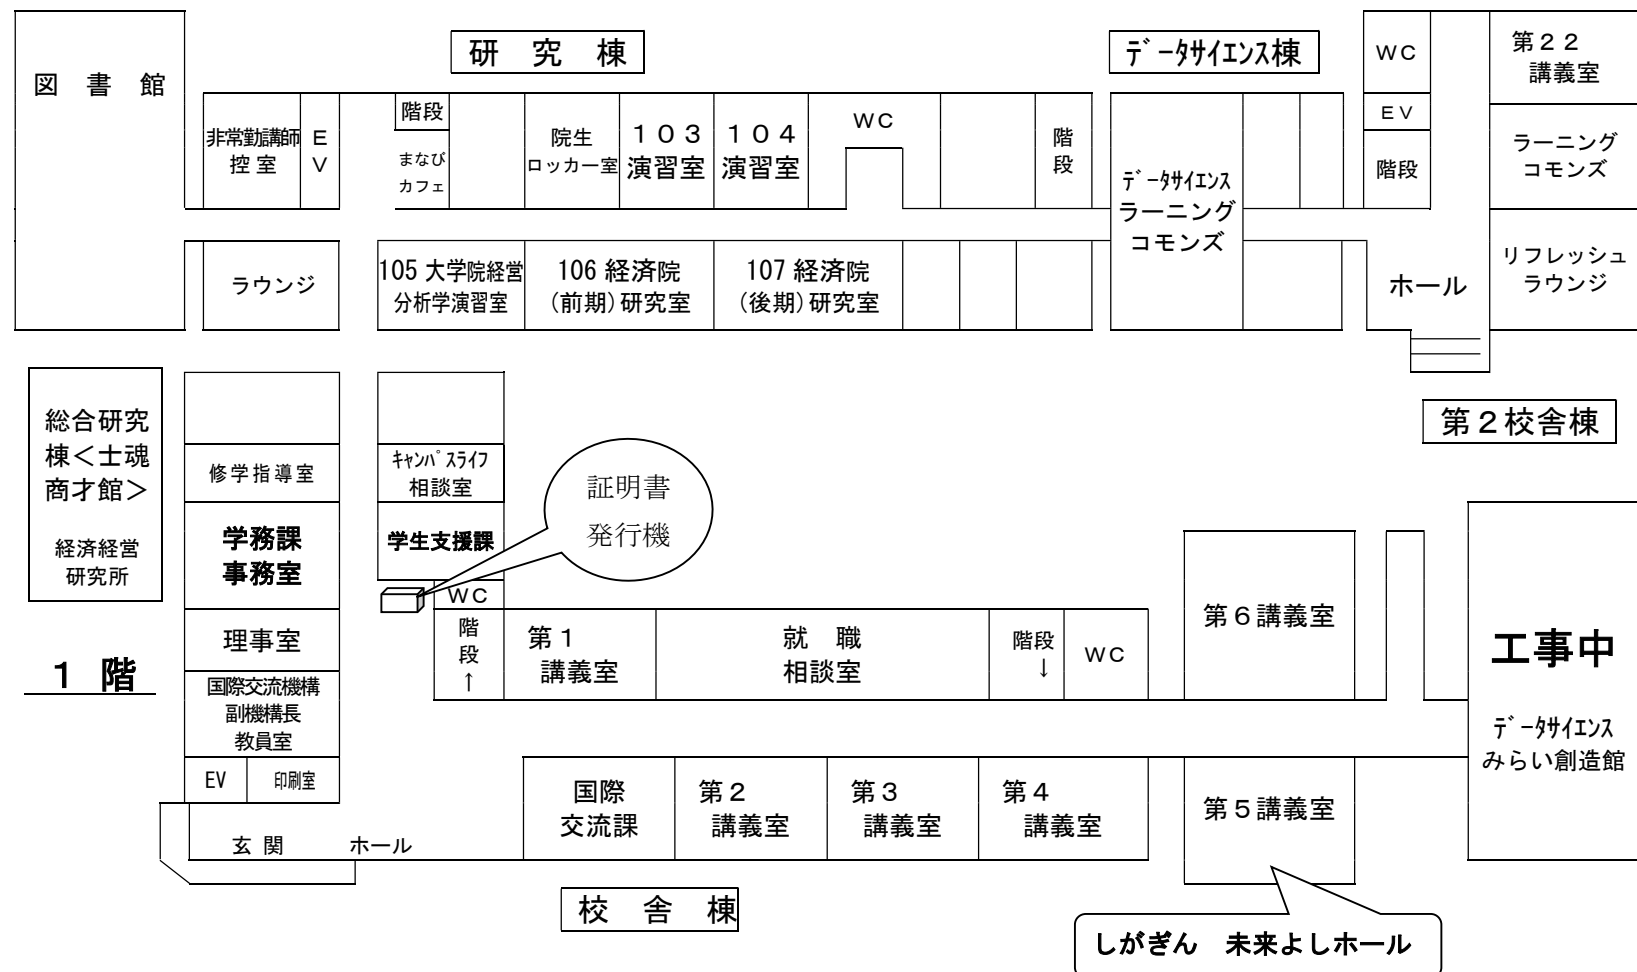 図 書 館
研 究 棟
ﾃﾞｰﾀｻｲｴﾝｽ棟
非常勤講師
控 室
E
V
階段
まなび
カフェ
院生
ロッカー室
１０３
演習室
１０４
演習室
ＷＣ
階
段
ﾃﾞｰﾀｻｲｴﾝｽ
ラーニング
コモンズ
ＷＣ
ＥＶ
階段
第２２
講義室
ラーニング
コモンズ
リフレッシュ
ラウンジ
ホール
ラウンジ
105 大学院経営
分析学演習室
106 経済院
(前期)研究室
107 経済院
(後期)研究室
第２校舎棟
総合研究
棟＜士魂
商才館＞
経済経営
研究所
１ 階
修学指導室
学務課
事務室
理事室
国際交流機構
副機構長
教員室
EV
印刷室
玄 関
ホール
ｷｬﾝﾊﾟｽﾗｲﾌ
相談室
学生支援課
証明書
発行機
ＷＣ
階
段
↑
第１
講義室
就 職
相談室
階段
↓
ＷＣ
第６講義室
工事中
ﾃﾞｰﾀｻｲｴﾝｽ
みらい創造館
国際
交流課
第２
講義室
第３
講義室
第４
講義室
第５講義室
校 舎 棟
しがぎん 未来よしホール